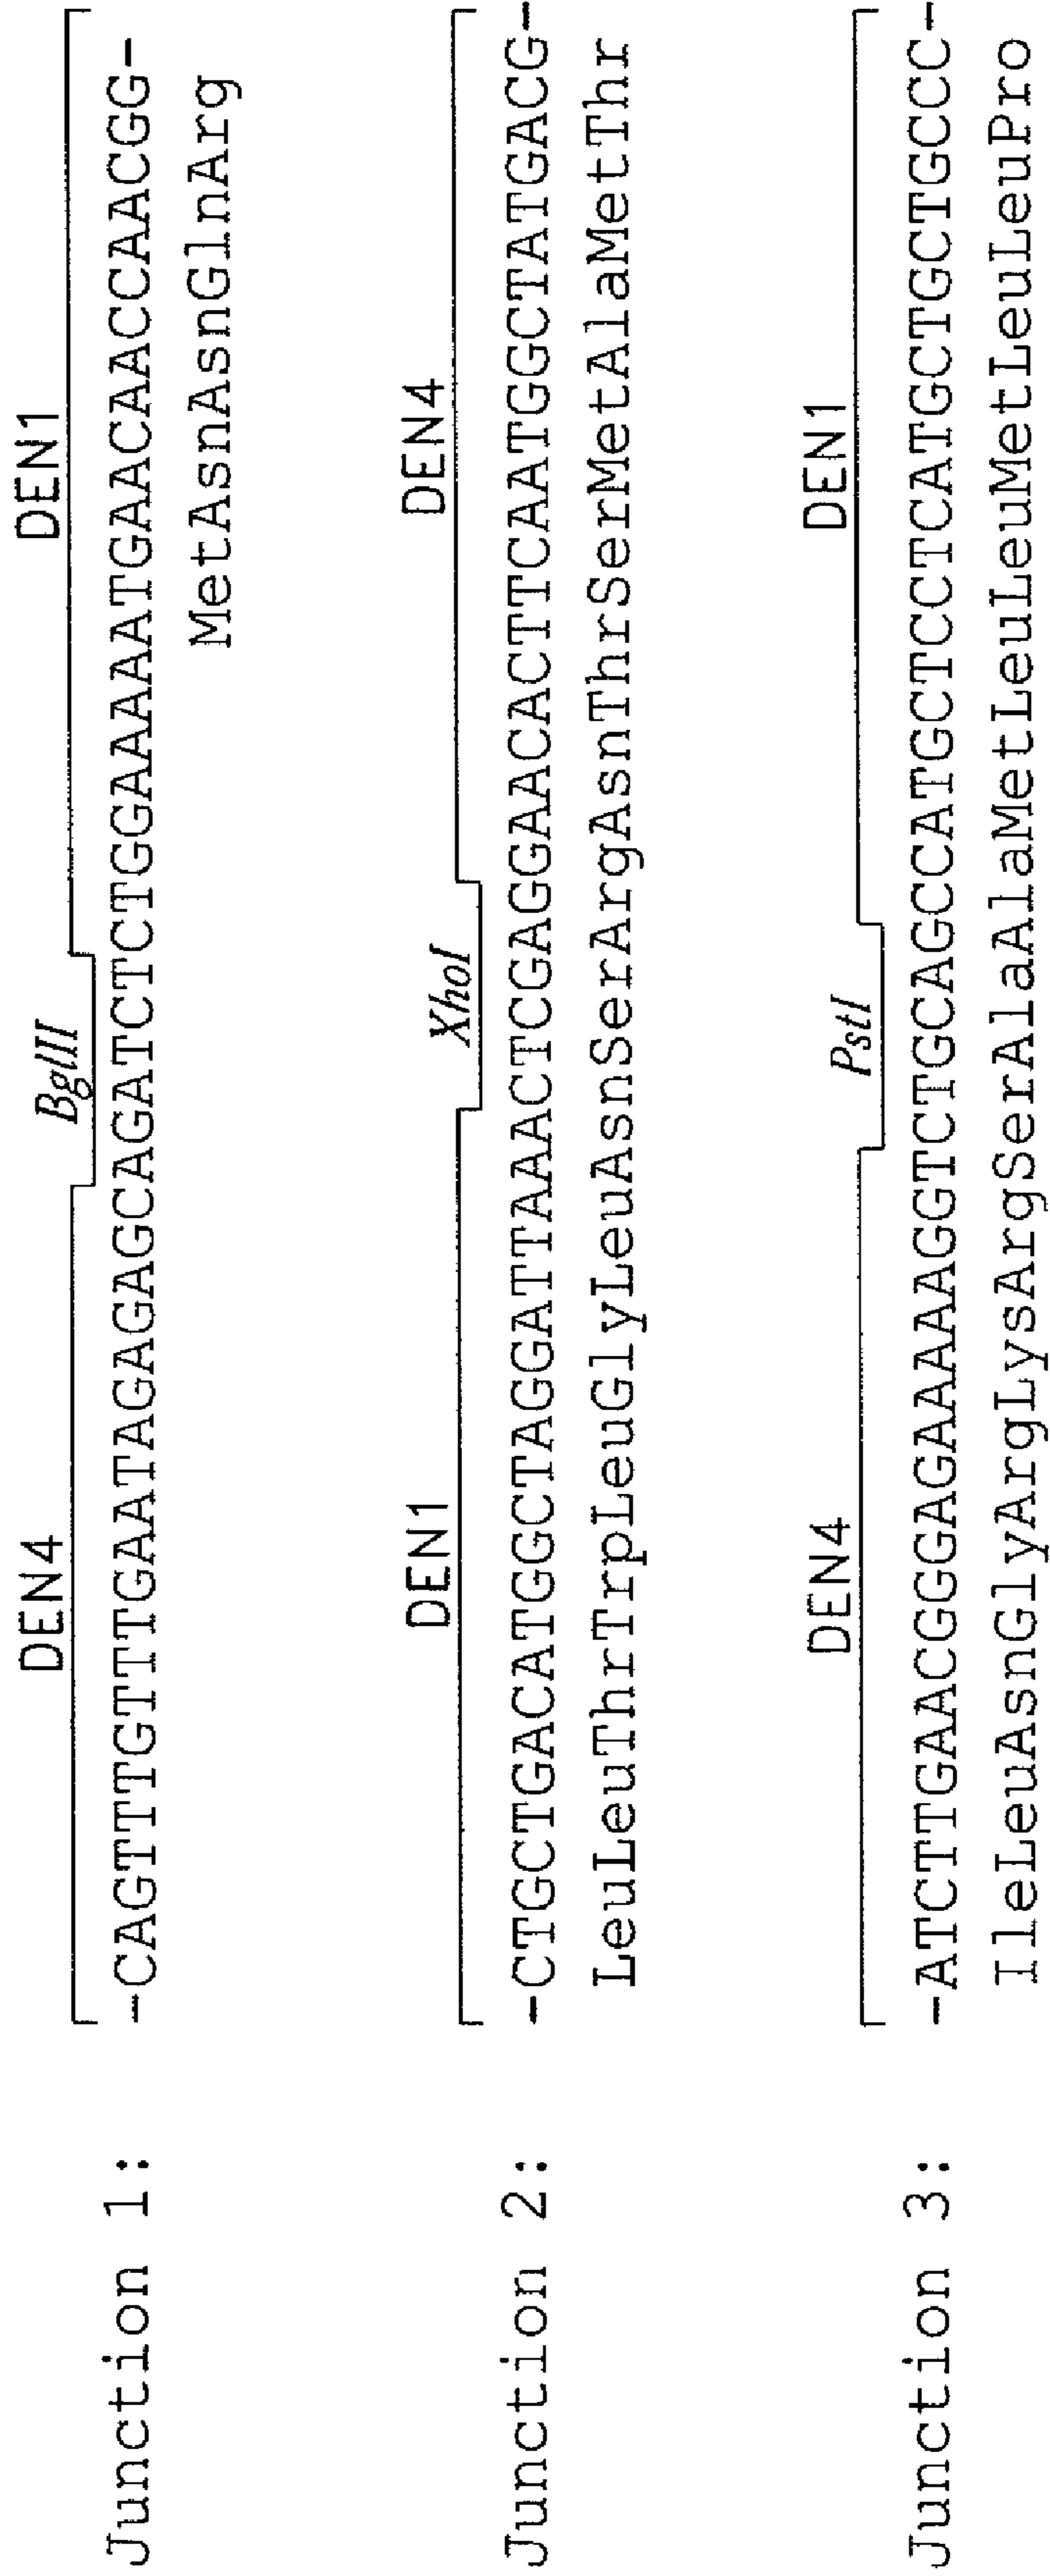 DEN4 BglII DEN1
Junction 1: -CAGTTTGTTTGAATAGAGAGCAGATCTCTGGAAAAATGAACAACCAACGG-
MetAsnAsnGlnArg
DEN1 XhoI DEN4
Junction 2: -CTGCTGACATGGCTAGGATTAAACTCGAGGAACACTTCAATGGCTATGACG-
LeuLeuThrTrpLeuGlyLeuAsnSerArgAsnThrSerMetAlaMetThr
DEN4 PstI DEN1
Junction 3: -ATCTTGAACGGGAGAAAAAGGTCTGCAGCCATGCTCCTCATGCTGCTGCCC-
IleLeuAsnGlyArgLysArgSerAlaAlaMetLeuLeuMetLeuLeuPro